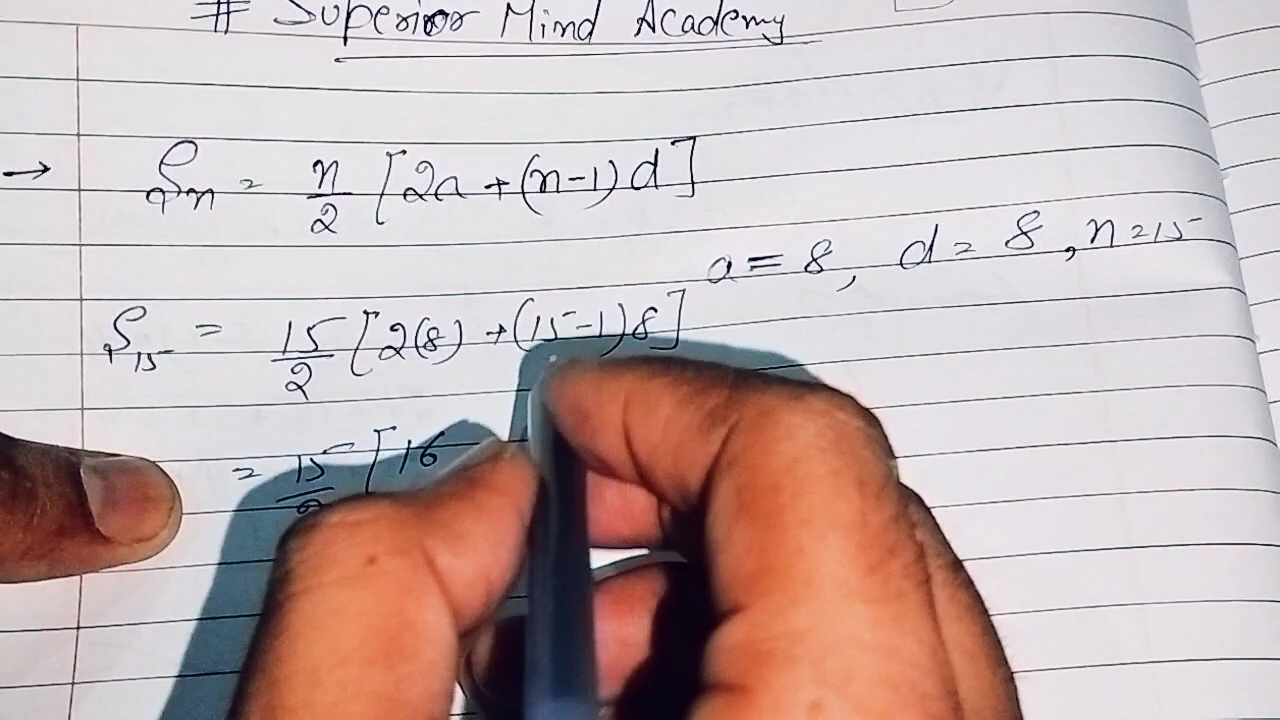 # Superior Mind Academy
→ Sn = n/2 [2a + (n-1)d]
a = 8, d = 8, n = 15
S15 = 15/2 [2(8) + (15-1)8]
= 15/2 [16